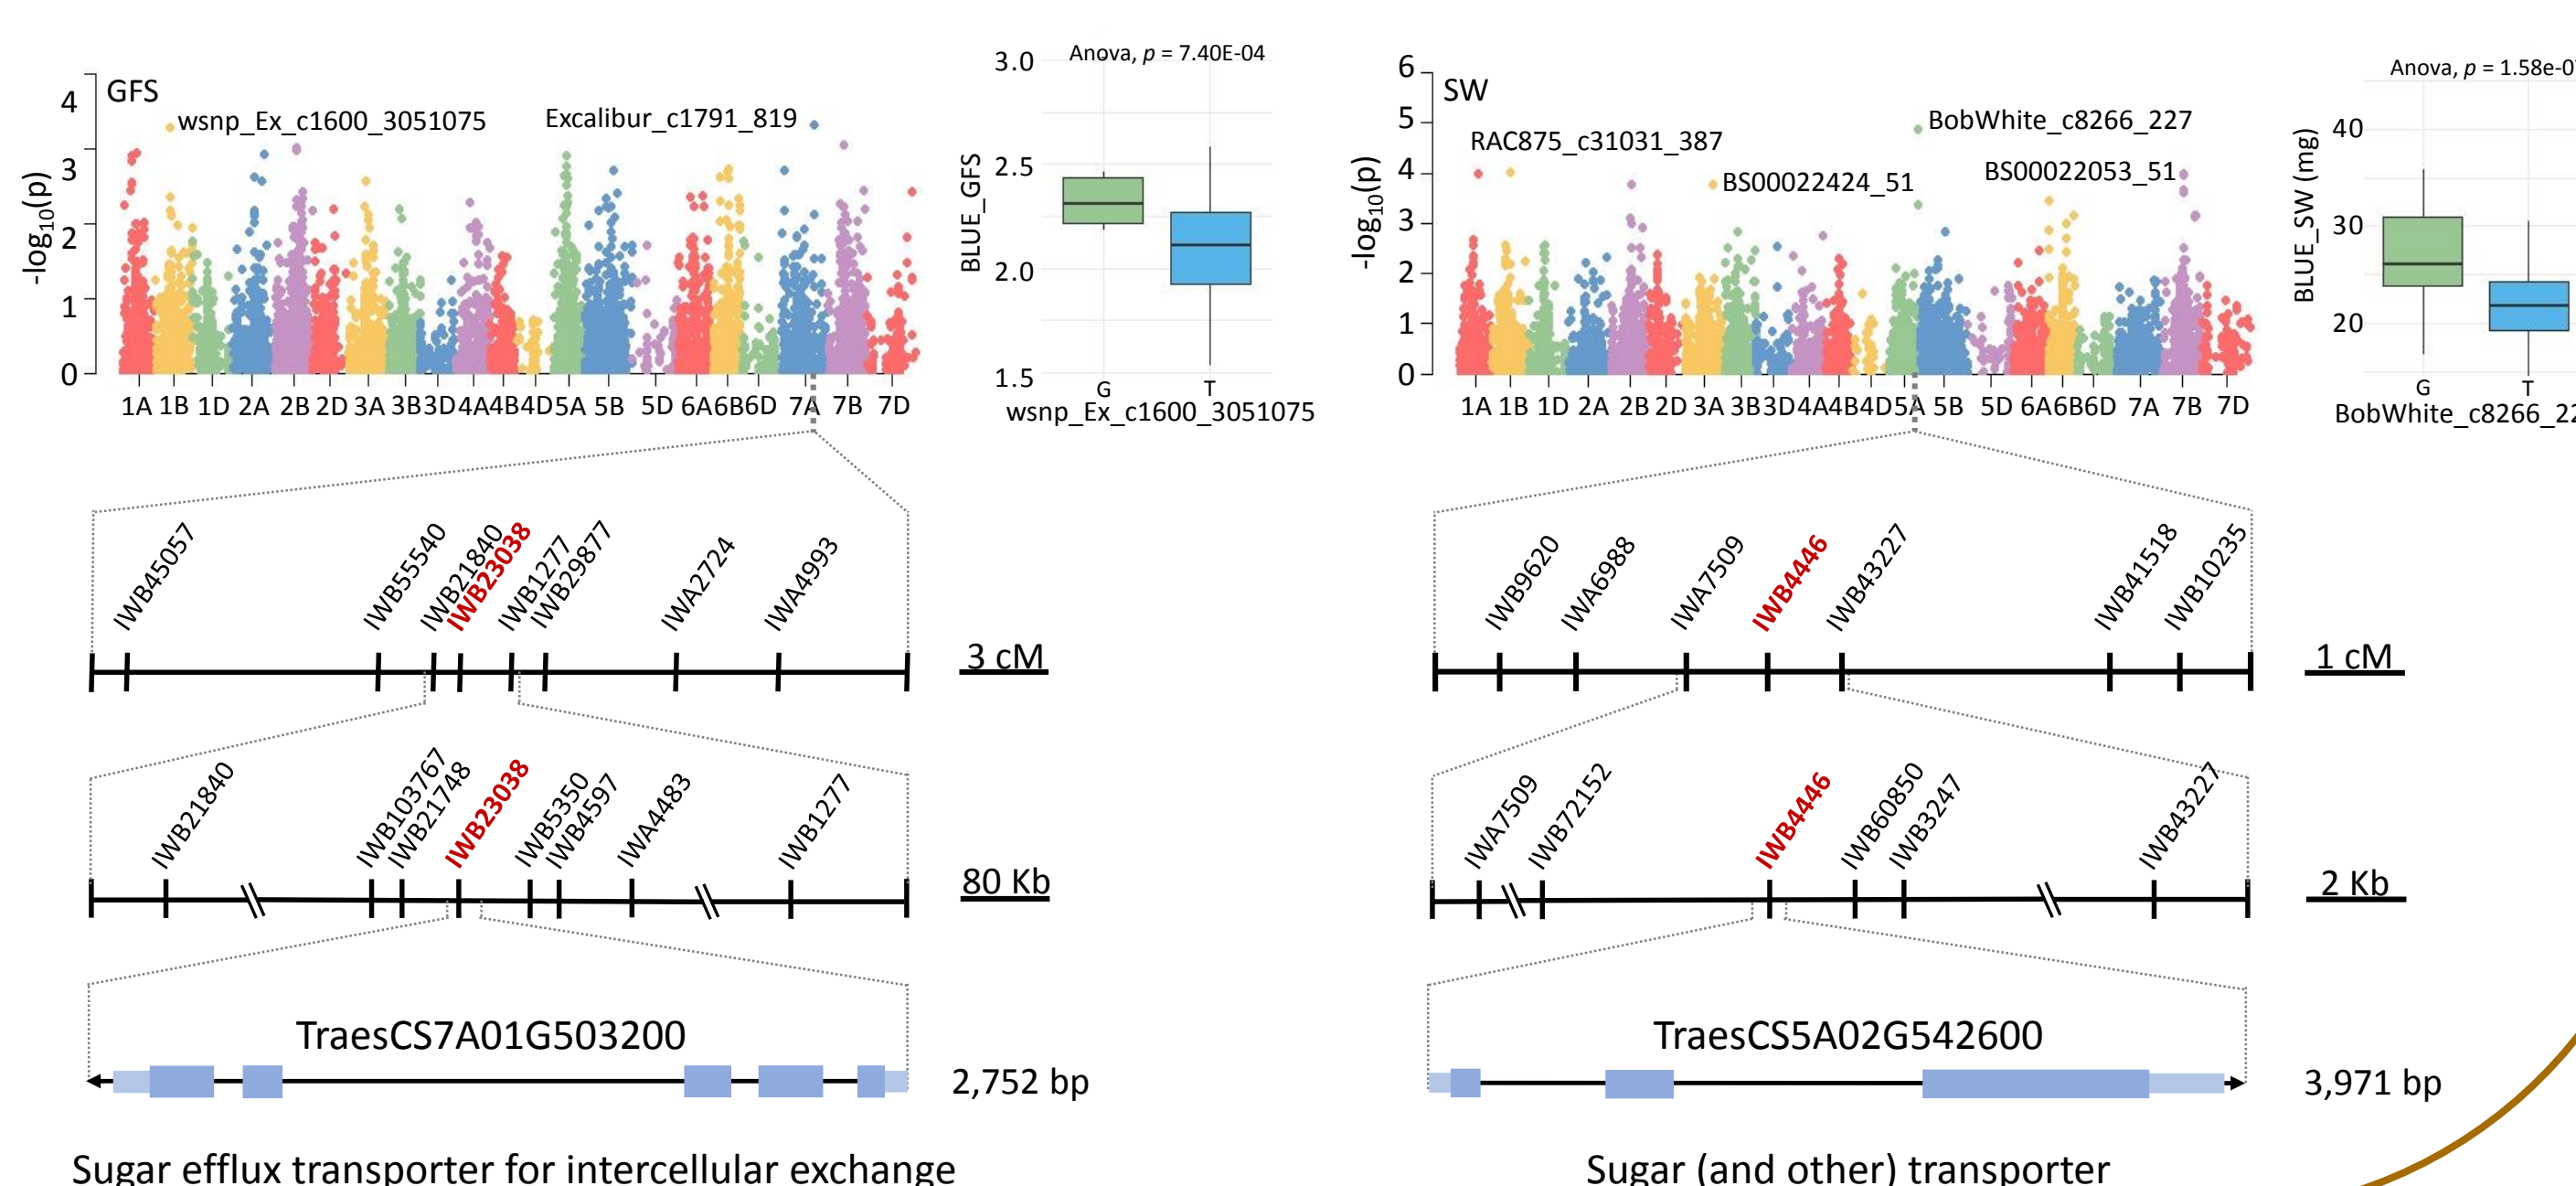 GFS
wsnp_Ex_c1600_3051075
Excalibur_c1791_819
-log10(p)
4
3
2
1
0
1A 1B 1D 2A 2B 2D 3A 3B 3D 4A 4B 4D 5A 5B 5D 6A 6B 6D 7A 7B 7D
Anova, p = 7.40E-04
BLUE_GFS
3.0
2.5
2.0
1.5
G T
wsnp_Ex_c1600_3051075
SW
RAC875_c31031_387
BobWhite_c8266_227
BS00022424_51
BS00022053_51
-log10(p)
6
5
4
3
2
1
0
1A 1B 1D 2A 2B 2D 3A 3B 3D 4A 4B 4D 5A 5B 5D 6A 6B 6D 7A 7B 7D
Anova, p = 1.58e-0
BLUE_SW (mg)
40
30
20
G T
BobWhite_c8266_22
IWB45057 IWB55540 IWB21840 IWB23038 IWB1277 IWB29877 IWA2724 IWA4993
3 cM
IWB21840 IWB103767 IWB21748 IWB23038 IWB5350 IWB4597 IWA4483 IWB1277
80 Kb
TraesCS7A01G503200
2,752 bp
Sugar efflux transporter for intercellular exchange
IWB9620 IWA6988 IWA7509 IWB4446 IWB43227 IWB41518 IWB10235
1 cM
IWA7509 IWB72152 IWB4446 IWB60850 IWB3247 IWB43227
2 Kb
TraesCS5A02G542600
3,971 bp
Sugar (and other) transporter